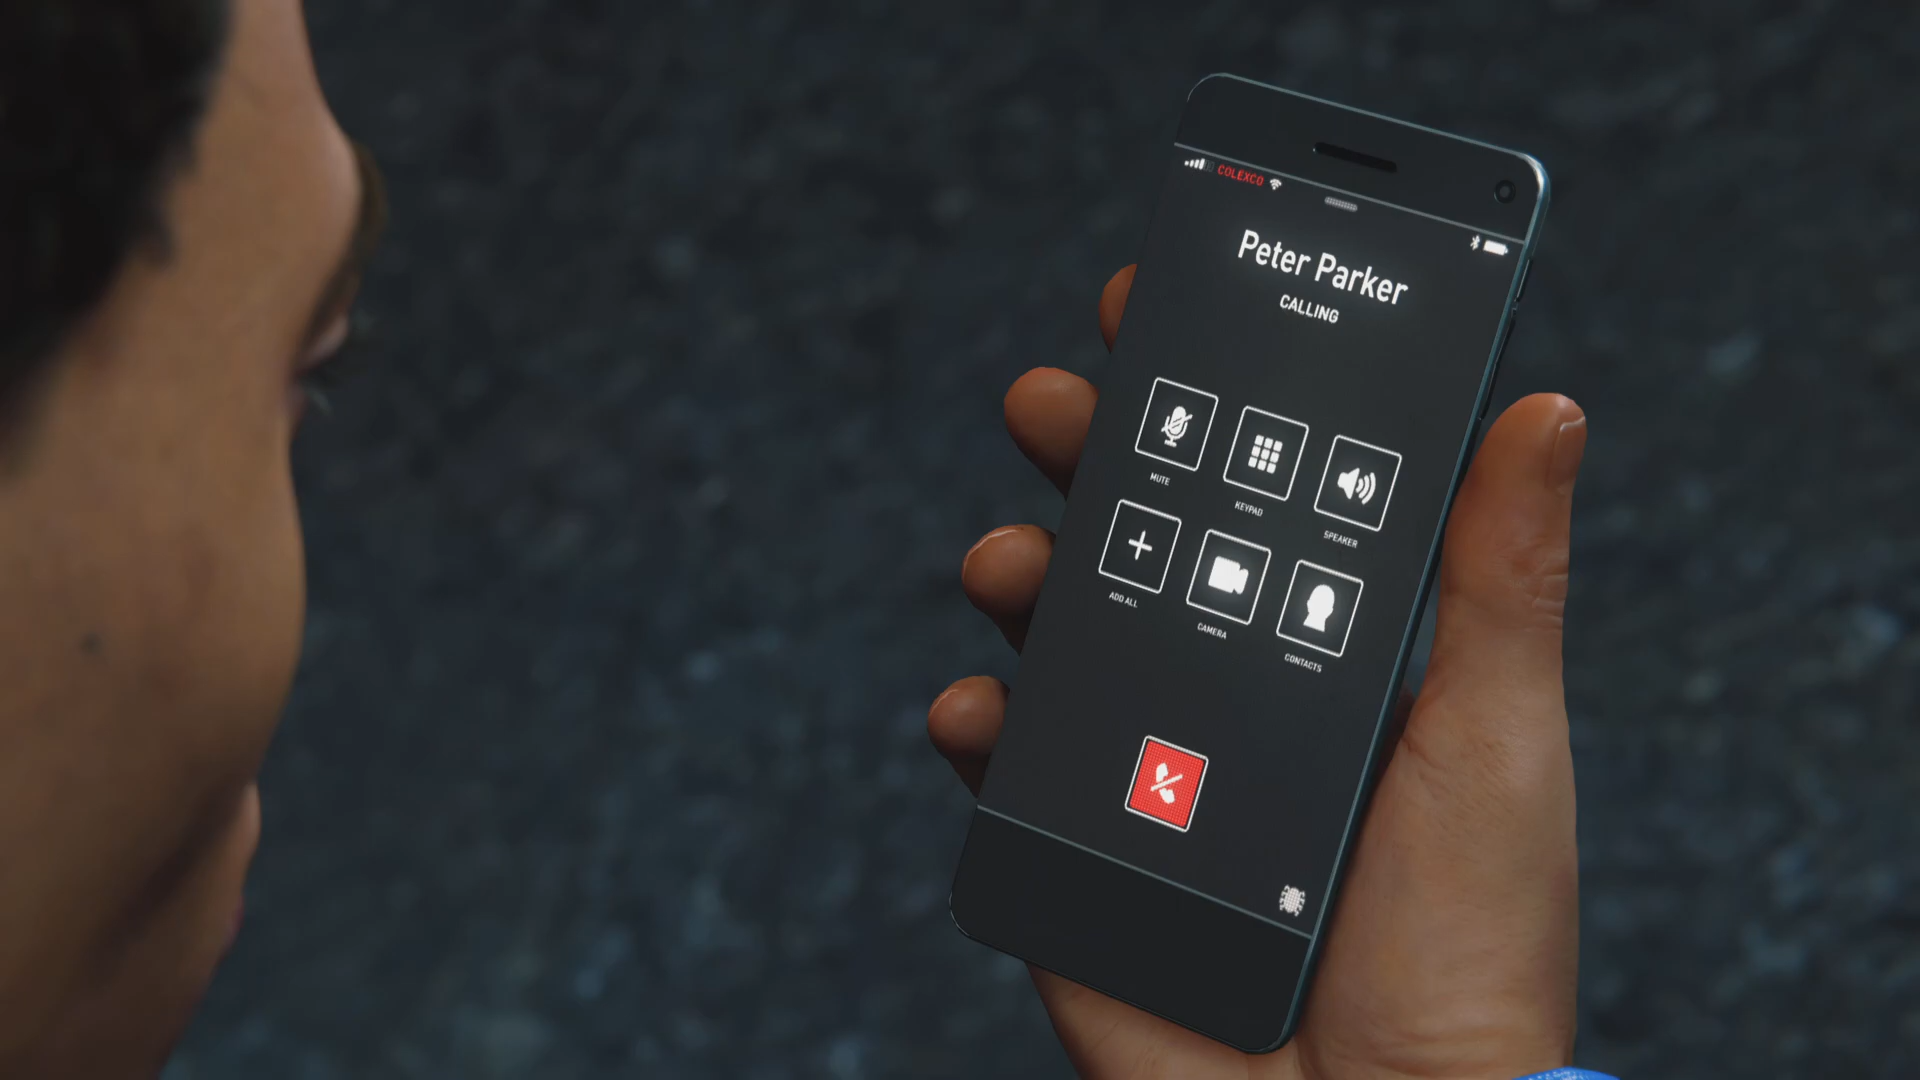 COLEXCO
Peter Parker
CALLING
MUTE
KEYPAD
SPEAKER
ADD ALL
CAMERA
CONTACTS